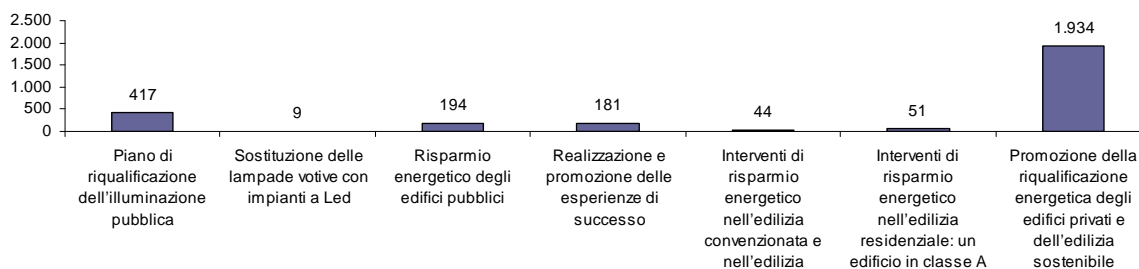 2.500
2.000
1.500
1.000
500
0
417
9
194
181
44
51
1.934
Piano di
riqualificazione
dell'illuminazione
pubblica
Sostituzione delle
lampade votive con
impianti a Led
Risparmio
energetico degli
edifici pubblici
Realizzazione e
promozione delle
esperienze di
successo
Interventi di
risparmio
energetico
nell'edilizia
convenzionata e
nell'edilizia
Interventi di
risparmio
energetico
nell'edilizia
residenziale: un
edificio in classe A
Promozione della
riqualificazione
energetica degli
edifici privati e
dell'edilizia
sostenibile